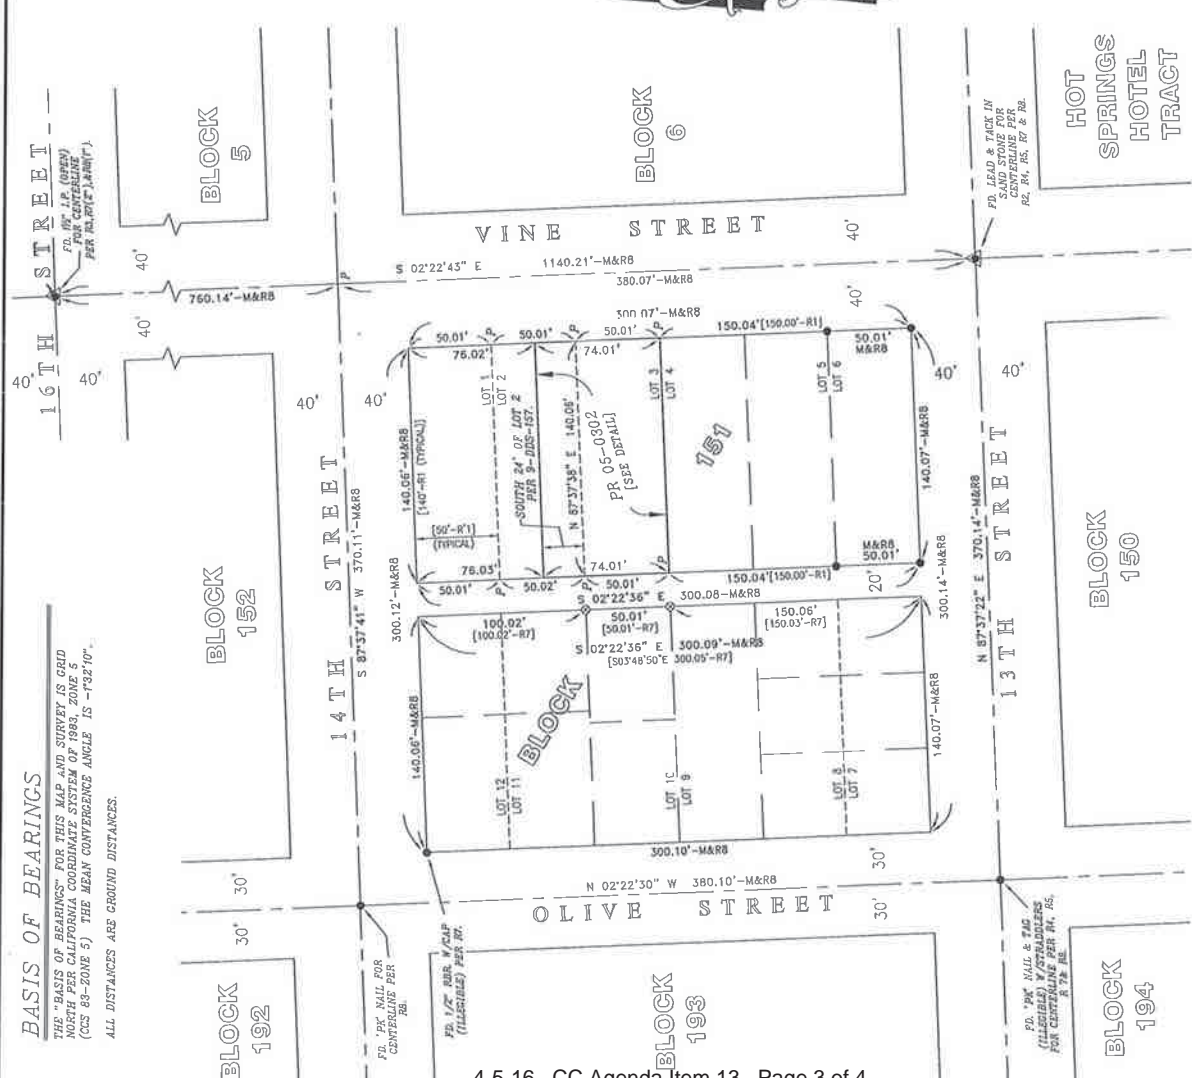 HOT
SPRINGS
HOTEL
TRACT
BLOCK
5
BLOCK
6
16TH STREET
FD. 1½" I.P. (OPEN)
FOR CENTERLINE
PER R3,R7(2"),&R8(1").
FD. LEAD & TACK IN
SAND STONE FOR
CENTERLINE PER
R2, R4, R5, R7 & R8.
VINE STREET
40'
40'
S 02°22'43" E 1140.21'-M&R8
380.07'-M&R8
760.14'-M&R8
P
40'
40'
300.07'-M&R8
50.01' P 50.01' P 50.01' P 150.04'[150.00'-R1] 50.01'
M&R8
76.02' 74.01'
40' 40'
40' 40'
40' 40'
LOT 1
LOT 2
LOT 3
LOT 4
LOT 5
LOT 6
SOUTH 24' OF LOT 2
PER 9-DDS-157.
N 87°37'38" E 140.06'
PR 05-0302
[SEE DETAIL]
151
140.06'-M&R8
[140'-R1 (TYPICAL)]
140.07'-M&R8
[50'-R1]
(TYPICAL)
76.03' 74.01' M&R8
50.01' P 50.02' P 50.01' P 150.04'[150.00'-R1] 50.01'
20'
S 02°22'36" E 300.08'-M&R8
100.02'
[100.02'-R7]
50.01'
[50.01'-R7]
150.06'
[150.03'-R7]
S 02°22'36" E 300.09'-M&R8
[S03°48'50"E 300.05'-R7]
300.12'-M&R8
300.14'-M&R8
14TH STREET
S 87°37'41" W 370.11'-M&R8
13TH STREET
N 87°37'22" E 370.14'-M&R8
BLOCK
152
BLOCK
150
BLOCK
140.06'-M&R8
140.07'-M&R8
LOT 12
LOT 11
LOT 10
LOT 9
LOT 8
LOT 7
300.10'-M&R8
30'
30'
N 02°22'30" W 380.10'-M&R8
OLIVE STREET
30'
30'
BASIS OF BEARINGS
THE "BASIS OF BEARINGS" FOR THIS MAP AND SURVEY IS GRID
NORTH PER CALIFORNIA COORDINATE SYSTEM OF 1983, ZONE 5
(CCS 83-ZONE 5) THE MEAN CONVERGENCE ANGLE IS -1°32'10".
ALL DISTANCES ARE GROUND DISTANCES.
FD. 'PK' NAIL FOR
CENTERLINE PER
R8.
FD. 1/2" RBR. W/CAP
(ILLEGIBLE) PER R7.
FD. 'PK' NAIL & TAG
(ILLEGIBLE) W/STRADDLERS
FOR CENTERLINE PER R4, R5,
R 7& R8.
BLOCK
192
BLOCK
193
BLOCK
194
4-5-16 CC Agenda Item 13 Page 3 of 4